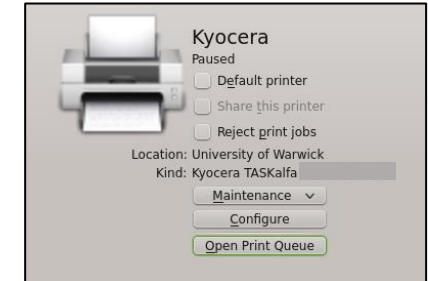 Kyocera
Paused
Default printer
Share this printer
Reject print jobs
Location: University of Warwick
Kind: Kyocera TASKalfa
Maintenance
Configure
Open Print Queue